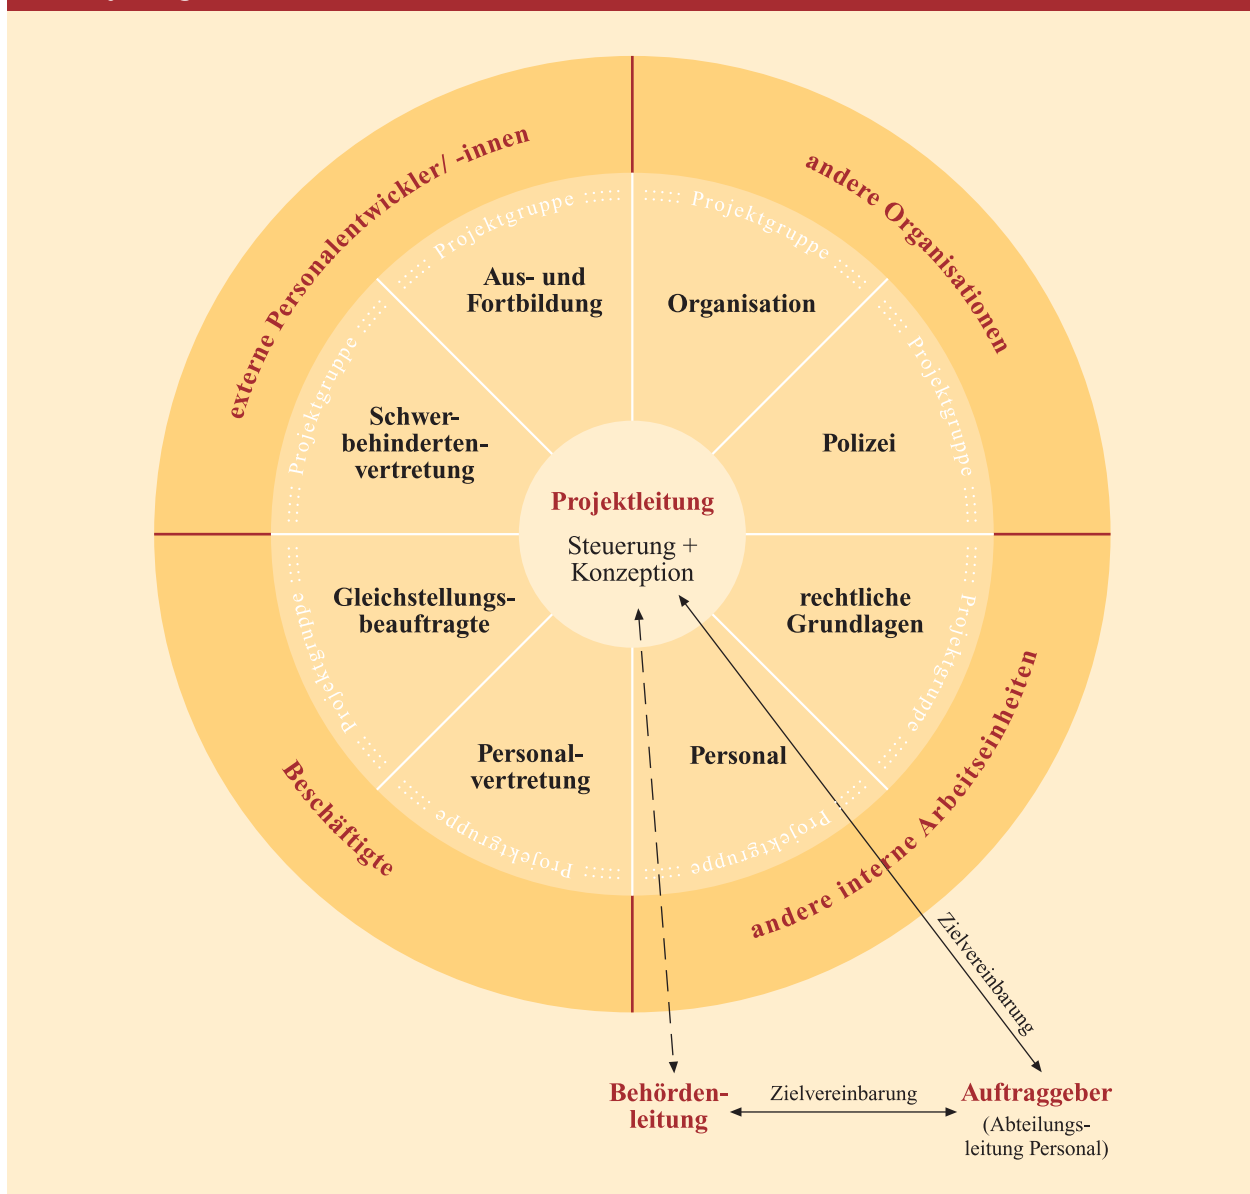 externe Personalentwickler/ -innen
andere Organisationen
::::: Projektgruppe :::::
::::: Projektgruppe :::::
Aus- und
Fortbildung
Organisation
::::: Projektgruppe :::::
::::: Projektgruppe :::::
Schwer-
behinderten-
vertretung
Polizei
Projektleitung
Steuerung +
Konzeption
Gleichstellungs-
beauftragte
rechtliche
Grundlagen
::::: Projektgruppe :::::
::::: Projektgruppe :::::
Personal-
vertretung
Personal
::::: Projektgruppe :::::
::::: Projektgruppe :::::
Beschäftigte
andere interne Arbeitseinheiten
Zielvereinbarung
Behörden-
leitung
Zielvereinbarung
Auftraggeber
(Abteilungs-
leitung Personal)